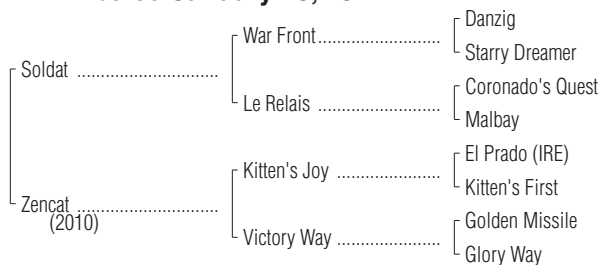 Danzig
War Front
Starry Dreamer
Soldat
Coronado's Quest
Le Relais
Malbay
El Prado (IRE)
Kitten's Joy
Kitten's First
Zencat
(2010)
Golden Missile
Victory Way
Glory Way